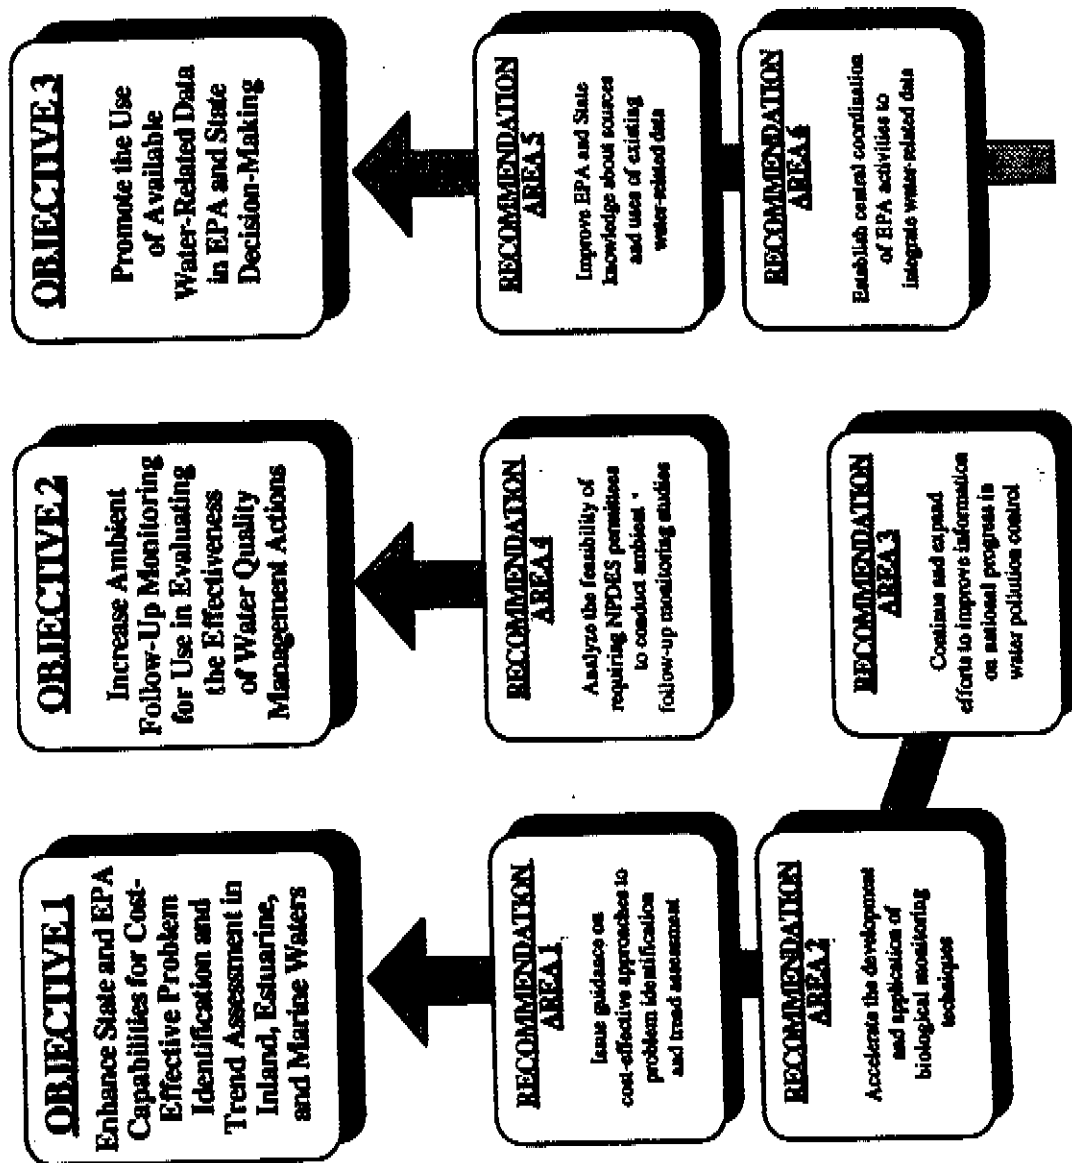 OBJECTIVE 1
Enhance State and EPA
Capabilities for Cost-
Effective Problem
Identification and
Trend Assessment in
Inland, Estuarine,
and Marine Waters
RECOMMENDATION
AREA 1
Issue guidance on
cost-effective approaches to
problem identification
and trend assessment
RECOMMENDATION
AREA 2
Accelerate the development
and application of
biological monitoring
techniques
RECOMMENDATION
AREA 3
Continue and expand
efforts to improve information
on national progress in
water pollution control
OBJECTIVE 2
Increase Ambient
Follow-Up Monitoring
for Use in Evaluating
the Effectiveness
of Water Quality
Management Actions
RECOMMENDATION
AREA 4
Analyze the feasibility of
requiring NPDES permittees
to conduct ambient
follow-up monitoring studies
OBJECTIVE 3
Promote the Use
of Available
Water-Related Data
in EPA and State
Decision-Making
RECOMMENDATION
AREA 5
Improve EPA and State
knowledge about sources
and uses of existing
water-related data
RECOMMENDATION
AREA 6
Establish central coordination
of EPA activities to
integrate water-related data